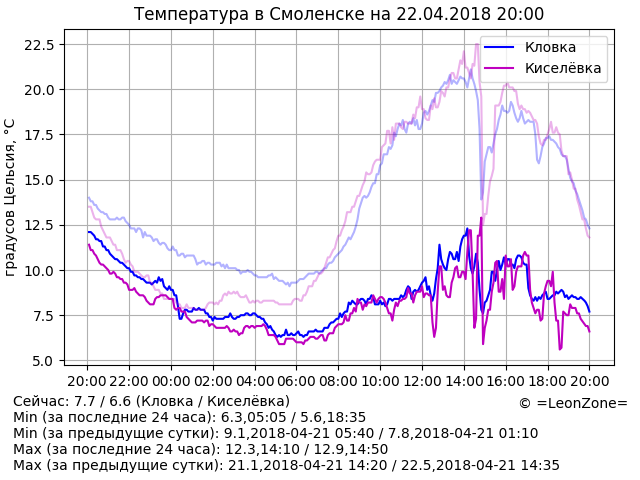 Температура в Смоленске на 22.04.2018 20:00
градусов Цельсия, °C
22.5
20.0
17.5
15.0
12.5
10.0
7.5
5.0
Кловка
Киселёвка
20:00 22:00 00:00 02:00 04:00 06:00 08:00 10:00 12:00 14:00 16:00 18:00 20:00
Сейчас: 7.7 / 6.6 (Кловка / Киселёвка)
© =LeonZone=
Min (за последние 24 часа): 6.3,05:05 / 5.6,18:35
Min (за предыдущие сутки): 9.1,2018-04-21 05:40 / 7.8,2018-04-21 01:10
Max (за последние 24 часа): 12.3,14:10 / 12.9,14:50
Max (за предыдущие сутки): 21.1,2018-04-21 14:20 / 22.5,2018-04-21 14:35